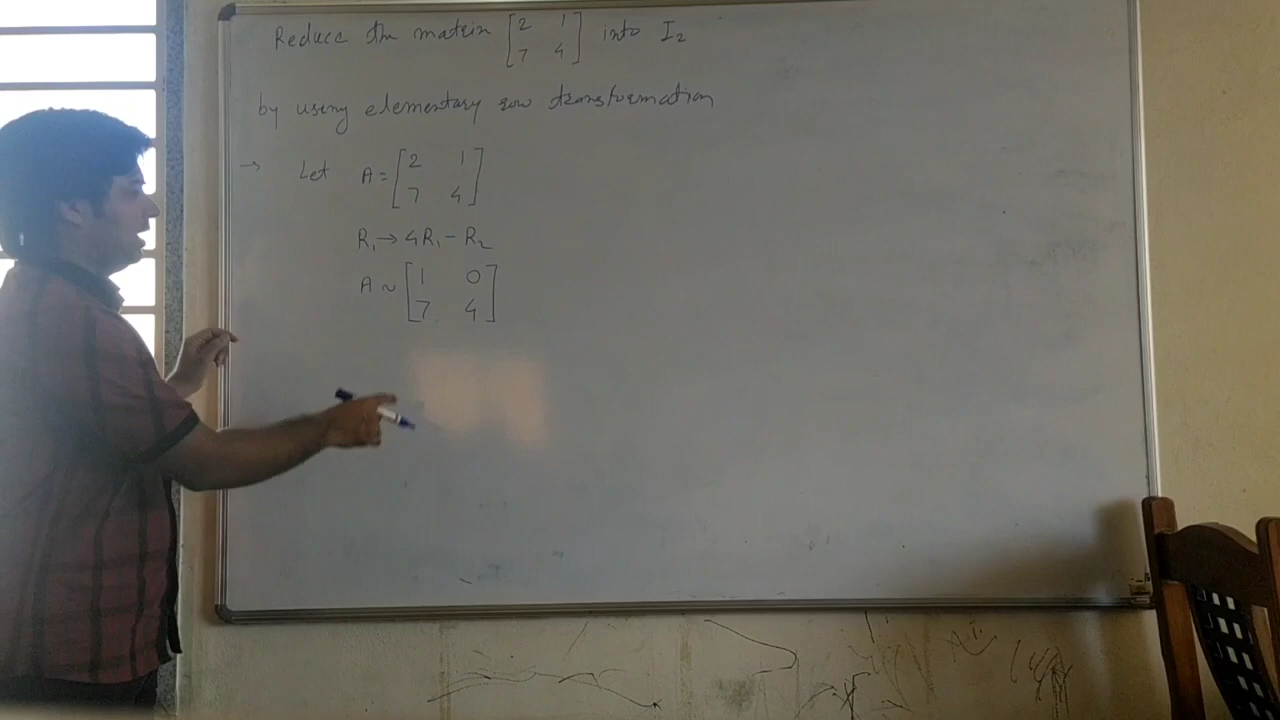 Reduce the matrix [2 1
7 4] into I₂
by using elementary row transformation
→ Let A = [2 1
7 4]
R₁ → 4R₁ - R₂
A ~ [1 0
7 4]